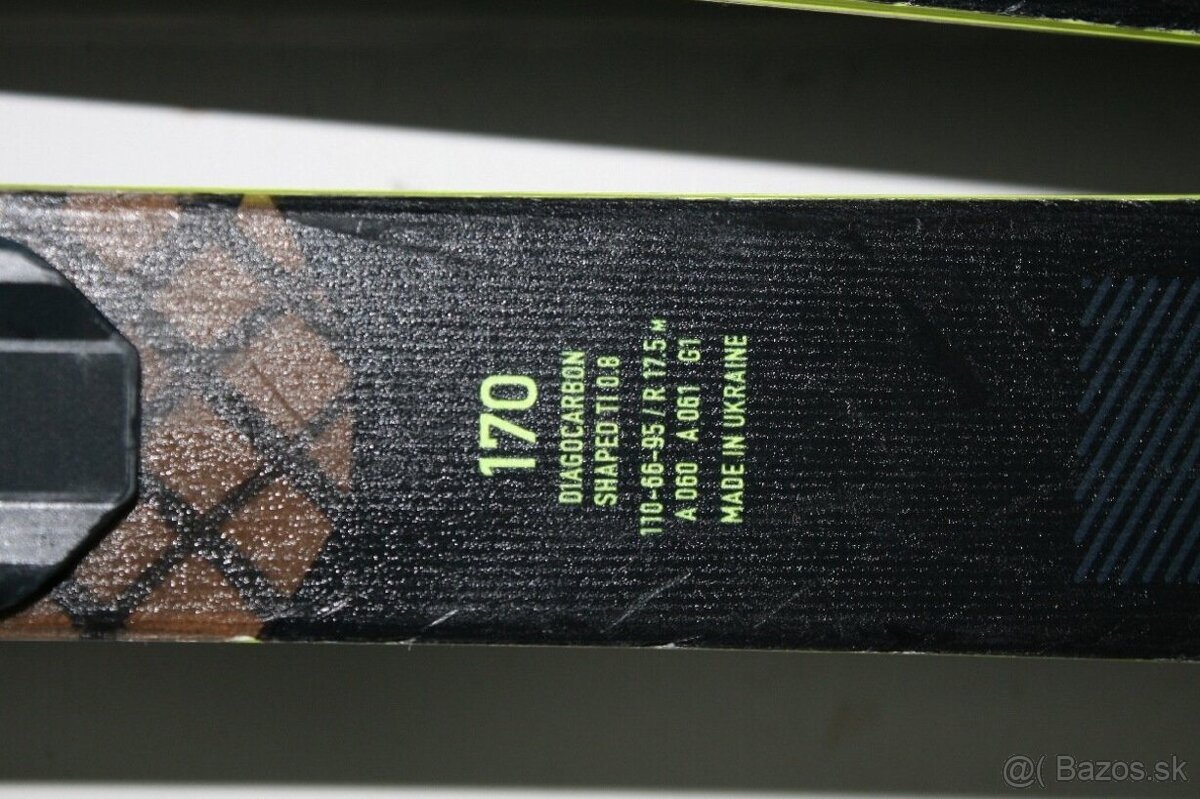 170
DIAGOCARBON
SHAPED TI 0.8
110-66-95 / R 17.5 M
A 060 A 061 G1
MADE IN UKRAINE
@( Bazos.sk